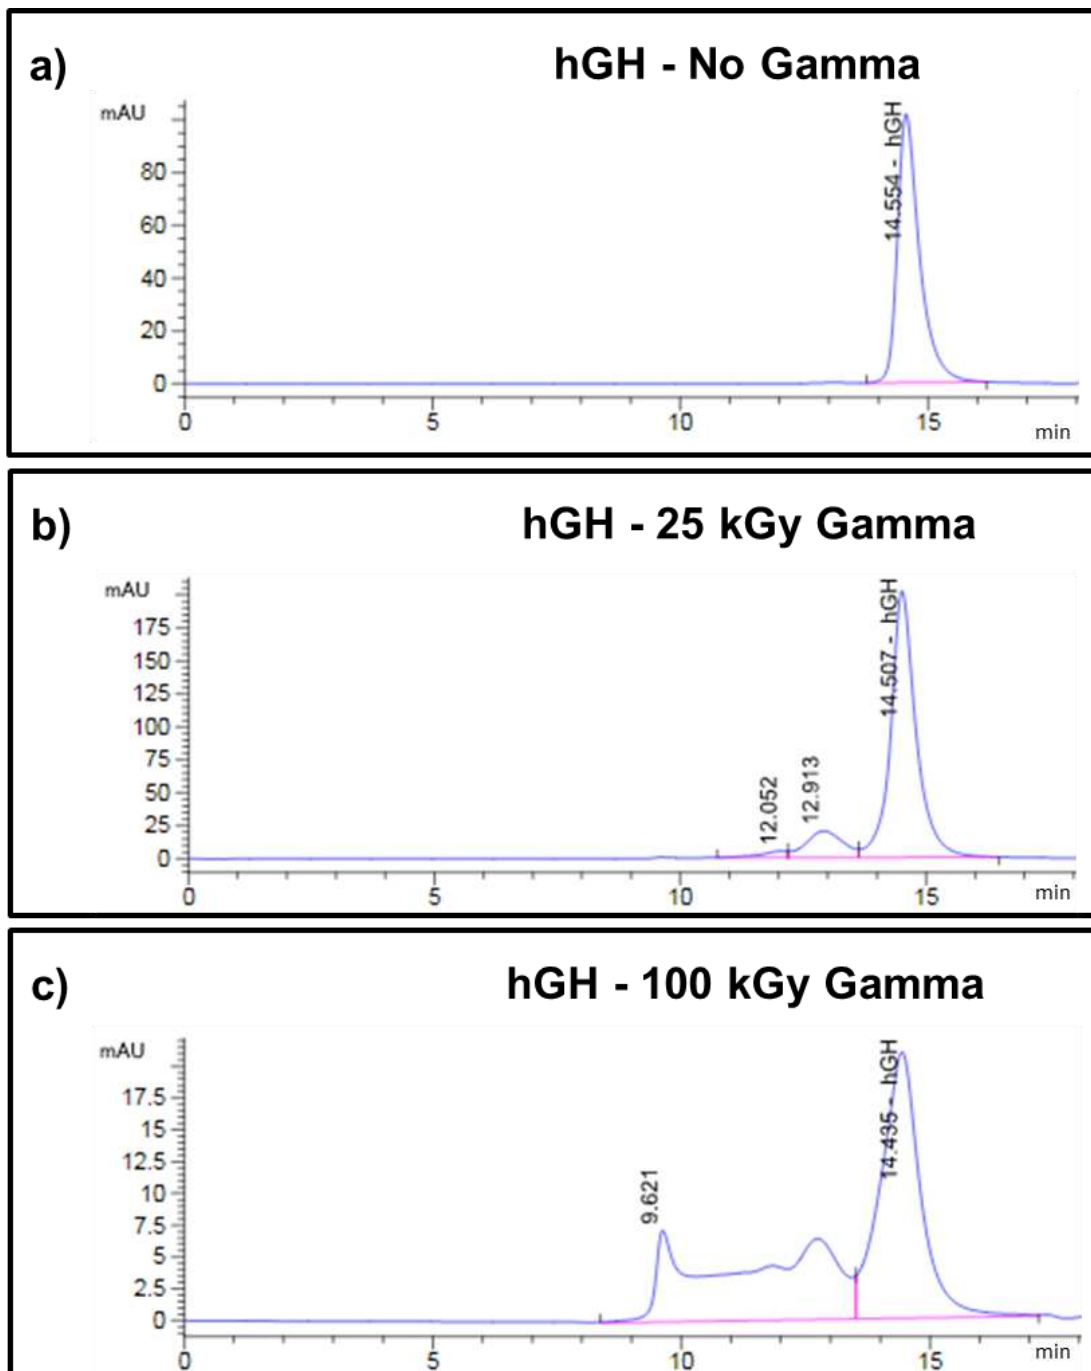 a)
hGH - No Gamma
mAU
80
60
40
20
0
14.554 - hGH
0 5 10 15
min
b)
hGH - 25 kGy Gamma
mAU
175
150
125
100
75
50
25
0
12.052
12.913
14.507 - hGH
0 5 10 15
min
c)
hGH - 100 kGy Gamma
mAU
17.5
15
12.5
10
7.5
5
2.5
0
9.621
14.435 - hGH
0 5 10 15
min